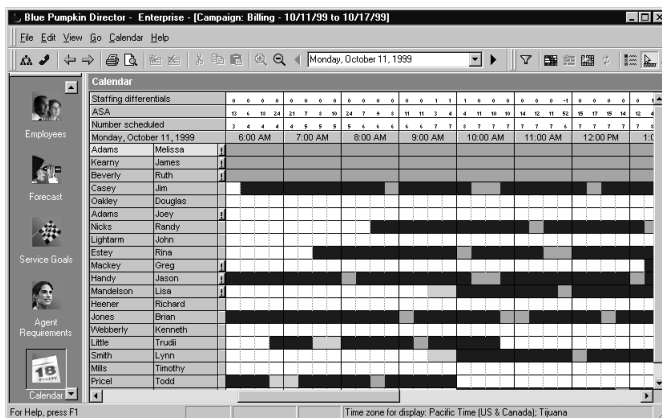 Blue Pumpkin Director - Enterprise - [Campaign: Billing - 10/11/99 to 10/17/99]
File Edit View Go Calendar Help
Monday, October 11, 1999
Calendar
Staffing differentials
ASA
Number scheduled
Monday, October 11, 1999 6:00 AM 7:00 AM 8:00 AM 9:00 AM 10:00 AM 11:00 AM 12:00 PM 1:0
Adams Melissa
Kearny James
Beverly Ruth
Casey Jim
Oakley Douglas
Adams Joey
Nicks Randy
Lightarm John
Estey Rina
Mackey Greg
Handy Jason
Mandelson Lisa
Heener Richard
Jones Brian
Webberly Kenneth
Little Trudii
Smith Lynn
Mills Timothy
Pricel Todd
Employees
Forecast
Service Goals
Agent
Requirements
18
Calendar
For Help, press F1
Time zone for display: Pacific Time (US & Canada); Tijuana